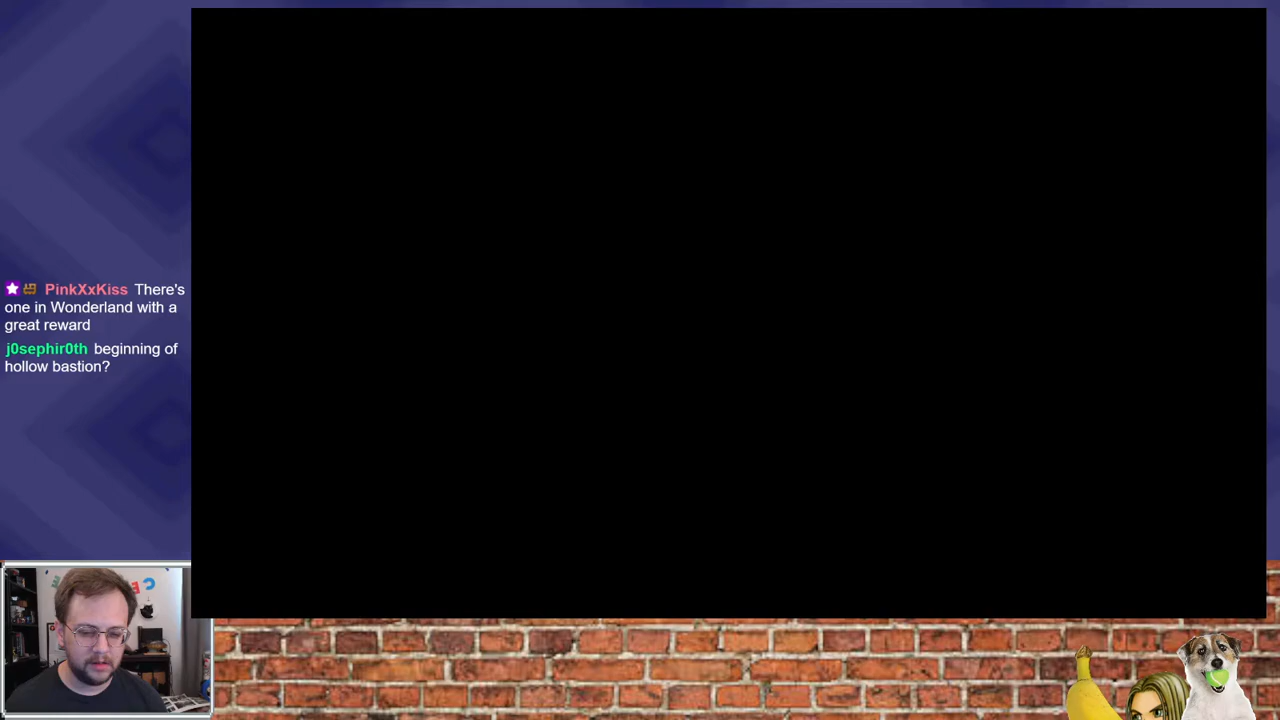 PinkXxKiss There's
one in Wonderland with a
great reward
j0sephir0th beginning of
hollow bastion?